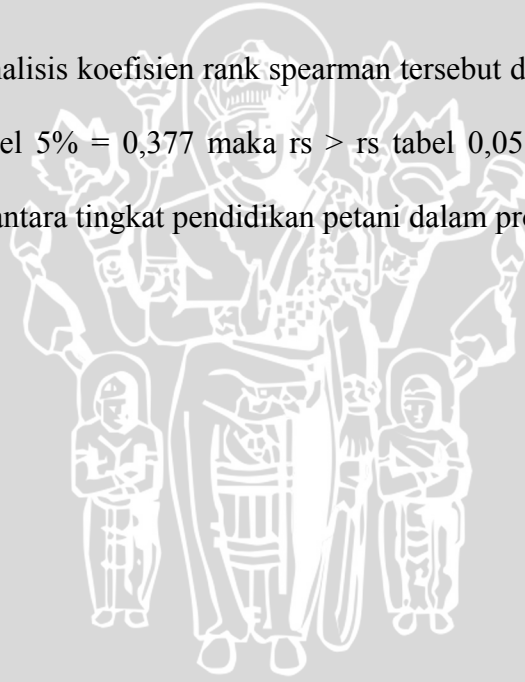 alisis koefisien rank spearman tersebut d
el 5% = 0,377 maka rs > rs tabel 0,05
antara tingkat pendidikan petani dalam pr